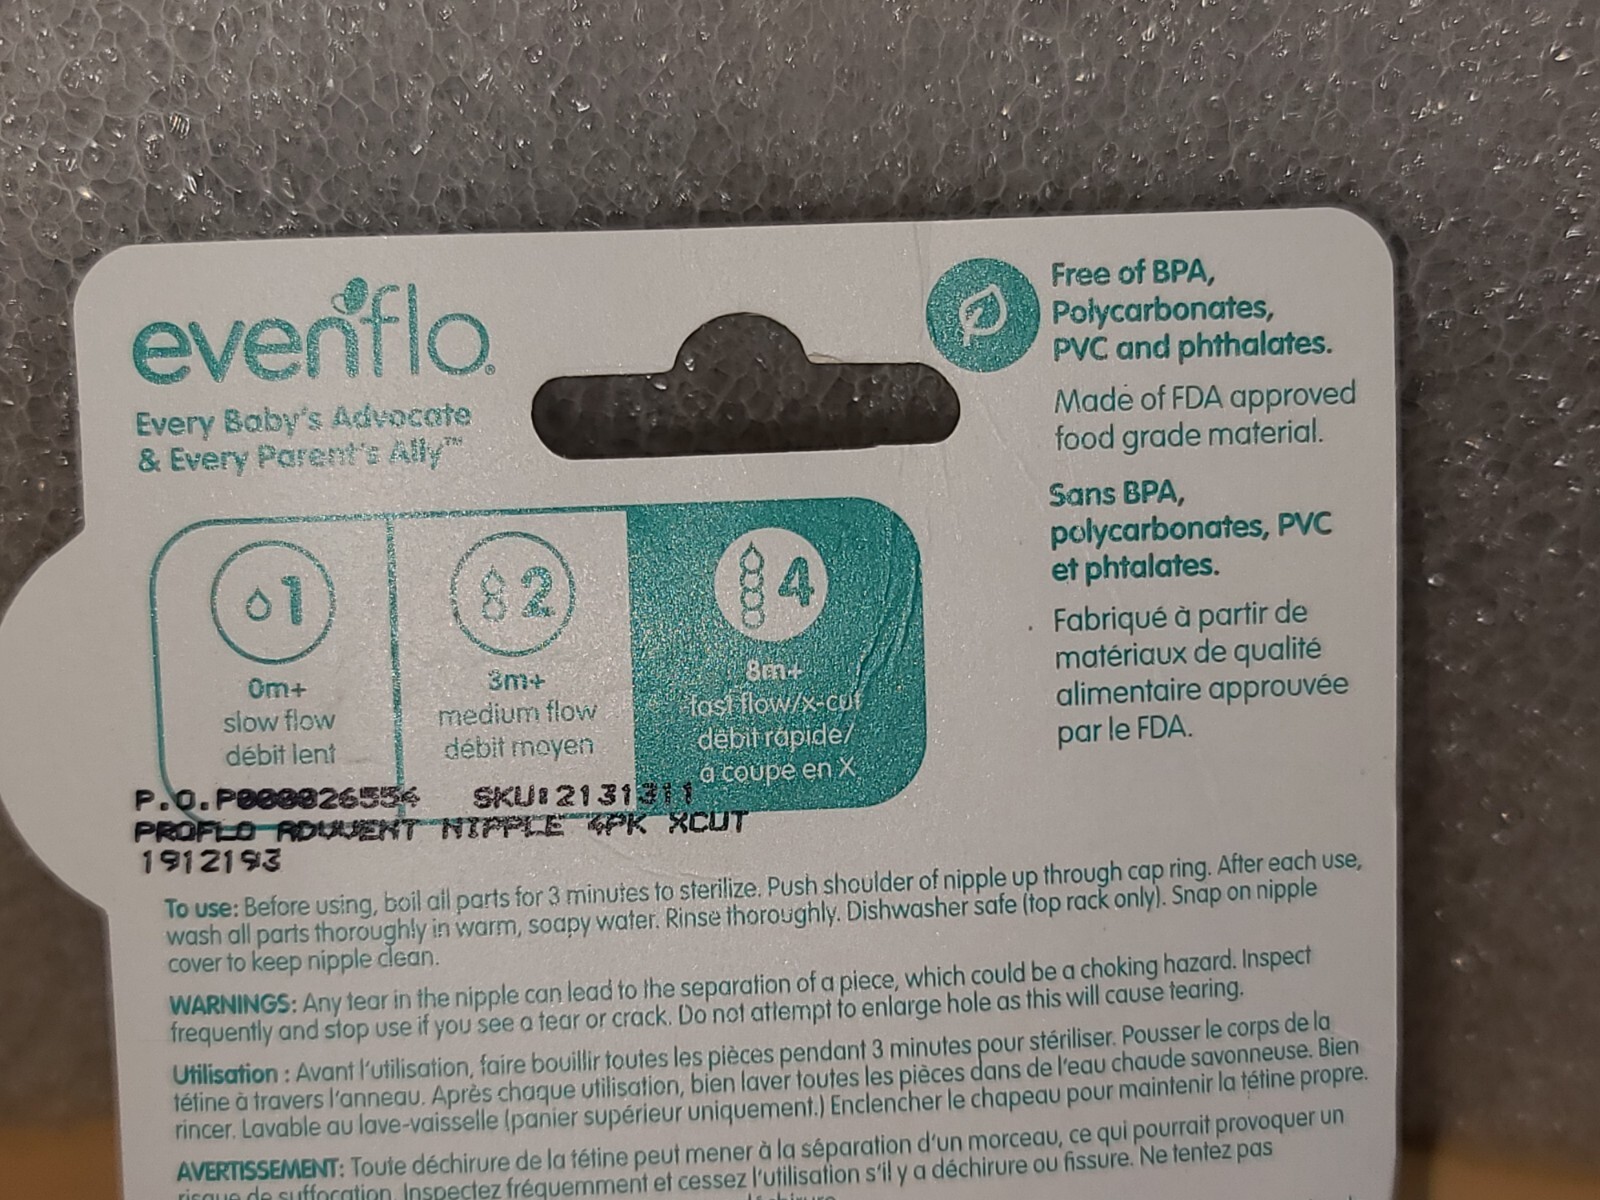 evenflo®
Every Baby's Advocate
& Every Parent's Ally™
Free of BPA,
Polycarbonates,
PVC and phthalates.
Made of FDA approved
food grade material.
Sans BPA,
polycarbonates, PVC
et phtalates.
Fabriqué à partir de
matériaux de qualité
alimentaire approuvée
par le FDA.
1
0m+
slow flow
débit lent
2
3m+
medium flow
débit moyen
4
8m+
fast flow/x-cut
débit rapide/
à coupe en X
P.O.P000026554 SKU:2131311
PROFLO ADVVENT NIPPLE 4PK XCUT
1912193
To use: Before using, boil all parts for 3 minutes to sterilize. Push shoulder of nipple up through cap ring. After each use,
wash all parts thoroughly in warm, soapy water. Rinse thoroughly. Dishwasher safe (top rack only). Snap on nipple
cover to keep nipple clean.
WARNINGS: Any tear in the nipple can lead to the separation of a piece, which could be a choking hazard. Inspect
frequently and stop use if you see a tear or crack. Do not attempt to enlarge hole as this will cause tearing.
Utilisation : Avant l'utilisation, faire bouillir toutes les pièces pendant 3 minutes pour stériliser. Pousser le corps de la
tétine à travers l'anneau. Après chaque utilisation, bien laver toutes les pièces dans de l'eau chaude savonneuse. Bien
rincer. Lavable au lave-vaisselle (panier supérieur uniquement.) Enclencher le chapeau pour maintenir la tétine propre.
AVERTISSEMENT: Toute déchirure de la tétine peut mener à la séparation d'un morceau, ce qui pourrait provoquer un
risque de suffocation. Inspectez fréquemment et cessez l'utilisation s'il y a déchirure ou fissure. Ne tentez pas